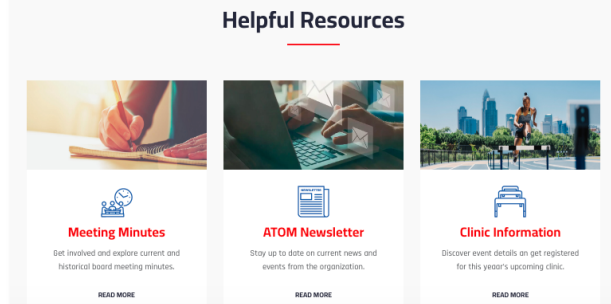 Helpful Resources
Meeting Minutes
Get involved and explore current and
historical board meeting minutes.
READ MORE
NEWSLETTER
ATOM Newsletter
Stay up to date on current news and
events from the organization.
READ MORE
Clinic Information
Discover event details an get registered
for this yeaor's upcoming clinic.
READ MORE